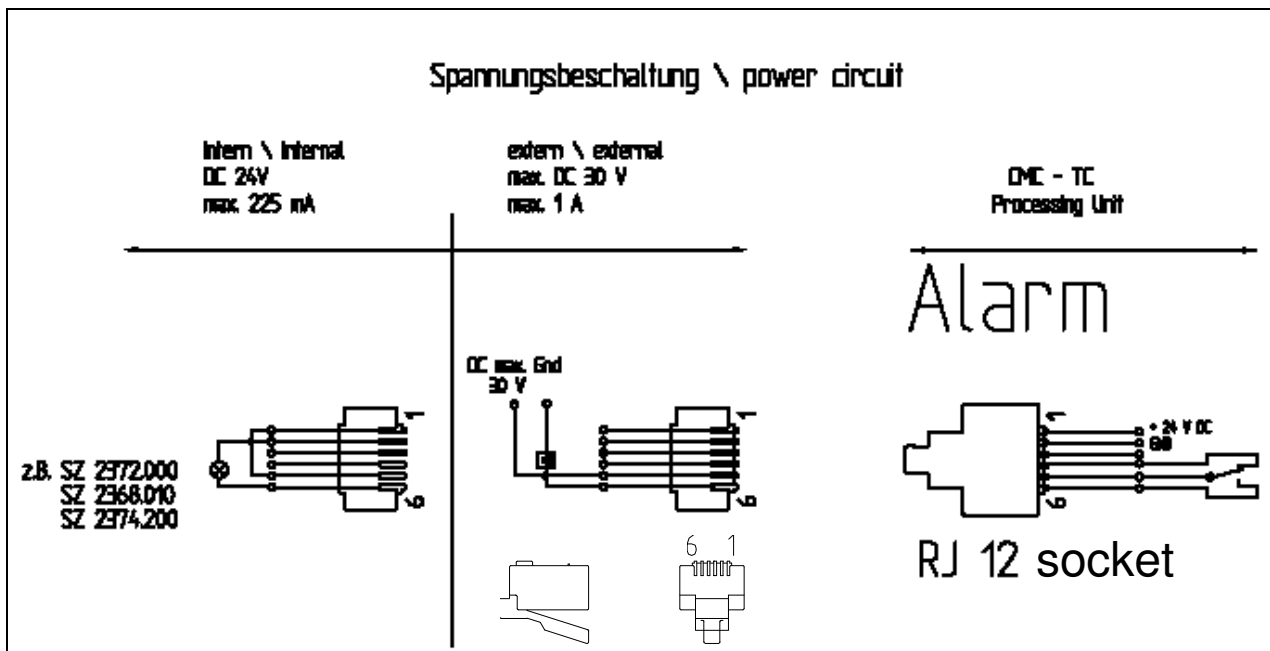 Spannungsbeschaltung \ power circuit
intern \ internal
DC 24V
max. 225 mA
extern \ external
max. DC 30 V
max. 1 A
CMC - TC
Processing Unit
Alarm
DC max. Gnd
30 V
1
6
z.B. SZ 2372.000
SZ 2368.010
SZ 2374.200
1
6
1
+ 24 V DC
GND
6
6 1
RJ 12 socket